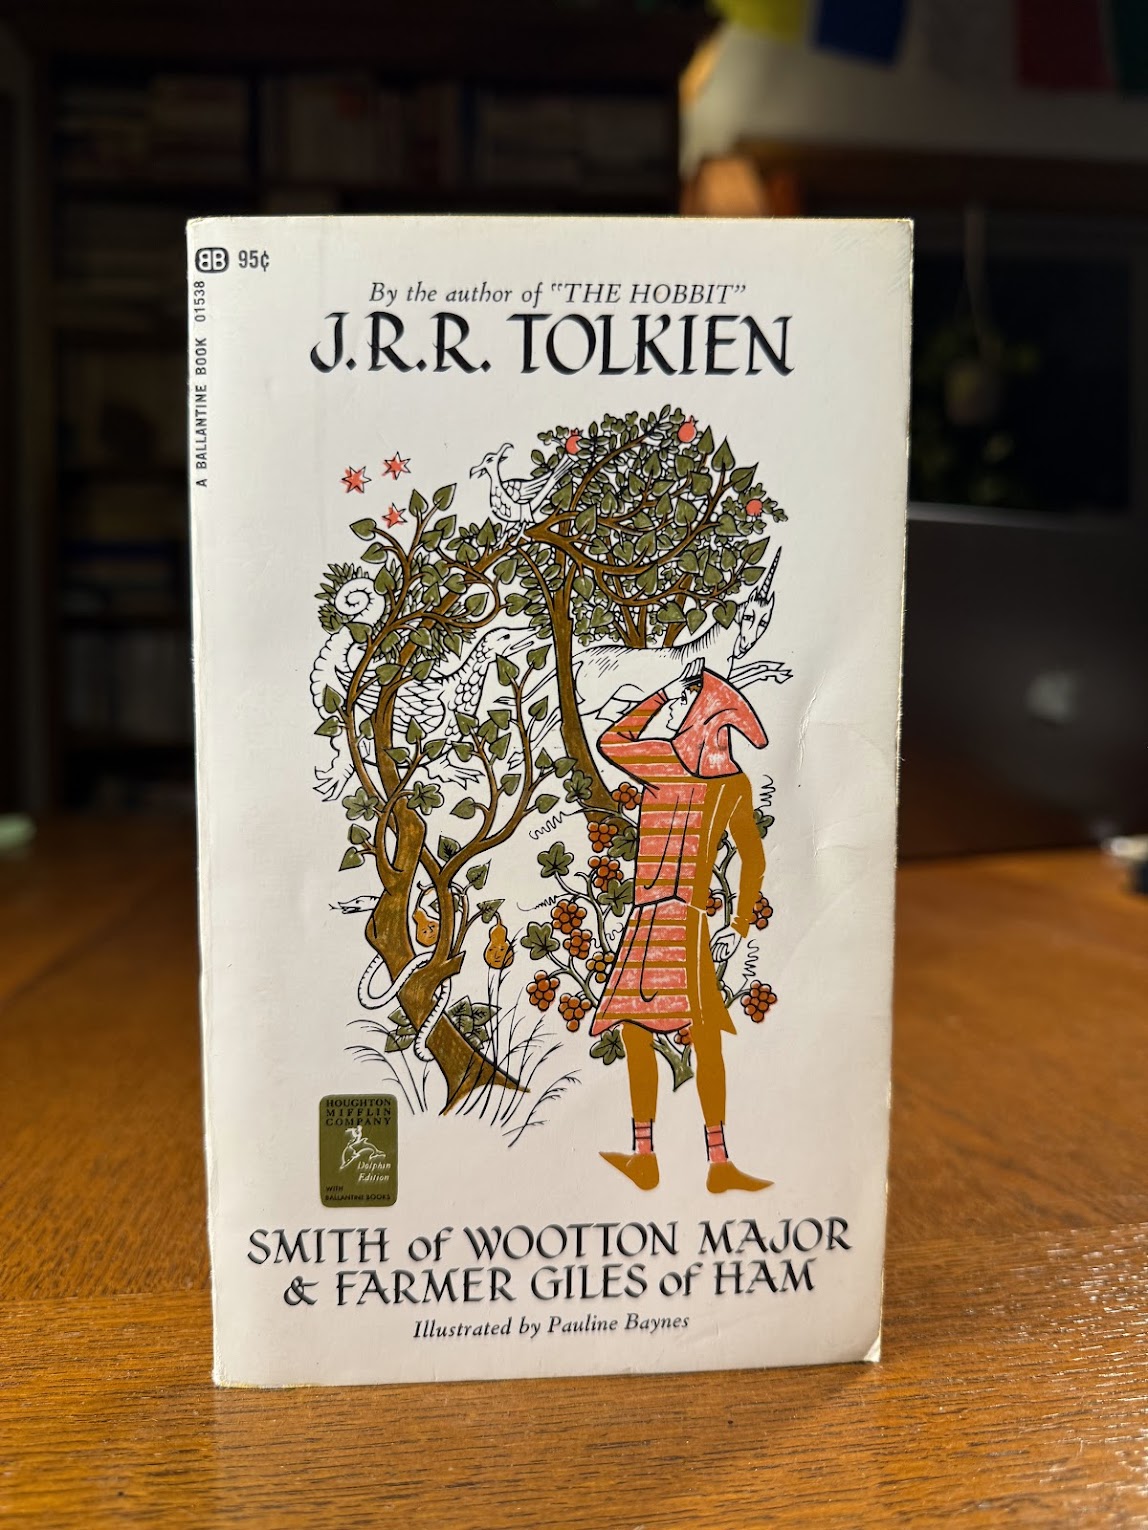 BB 95¢
A BALLANTINE BOOK 01538
By the author of "THE HOBBIT"
J.R.R. TOLKIEN
HOUGHTON
MIFFLIN
COMPANY
Dolphin
Edition
WITH
BALLANTINE BOOKS
SMITH of WOOTTON MAJOR
& FARMER GILES of HAM
Illustrated by Pauline Baynes